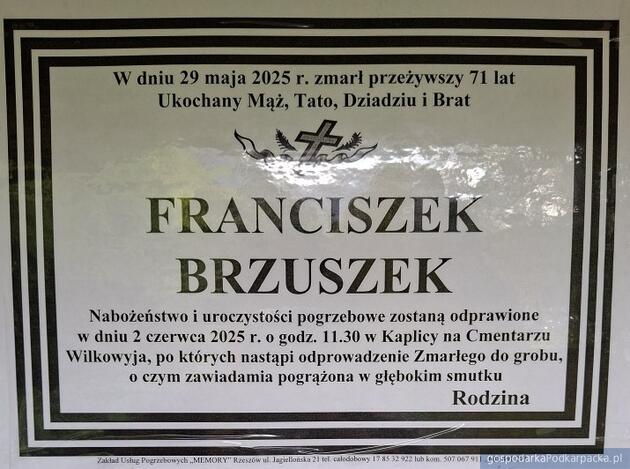 W dniu 29 maja 2025 r. zmarł przeżywszy 71 lat
Ukochany Mąż, Tato, Dziadziu i Brat
FRANCISZEK
BRZUSZEK
Nabożeństwo i uroczystości pogrzebowe zostaną odprawione
w dniu 2 czerwca 2025 r. o godz. 11.30 w Kaplicy na Cmentarzu
Wilkowyja, po których nastąpi odprowadzenie Zmarłego do grobu,
o czym zawiadamia pogrążona w głębokim smutku
Rodzina
Zakład Usług Pogrzebowych „MEMORY" Rzeszów ul. Jagiellońska 21 tel. całodobowy 17 85 32 922 lub kom. 507 067
gospodarkaPodkarpacka.pl